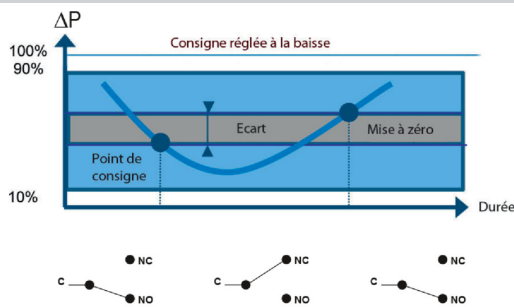 ΔP
Consigne réglée à la baisse
100%
90%
Ecart
Mise à zéro
Point de
consigne
10%
Durée
NC
NC
NC
C
C
C
NO
NO
NO